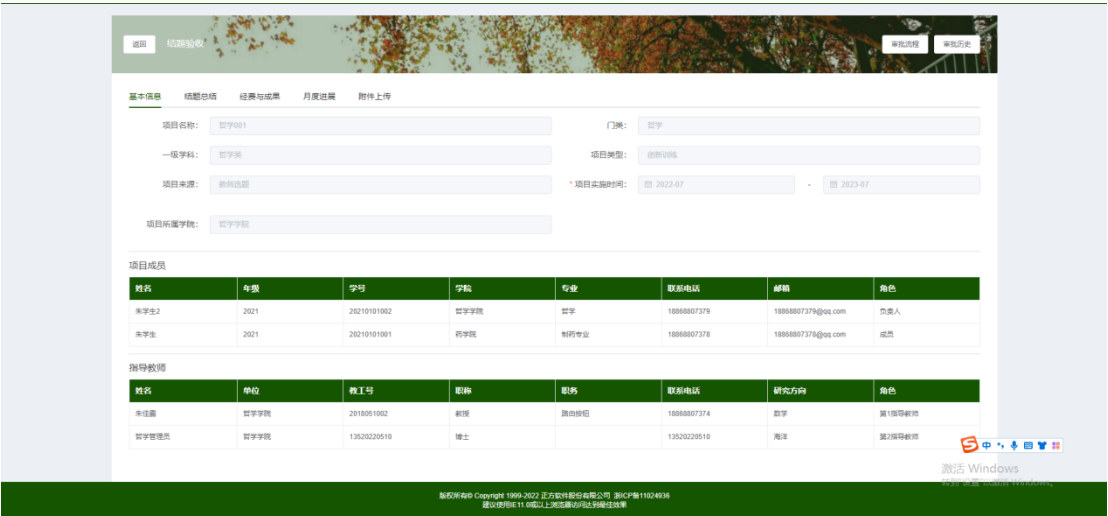 返回 结题验收 审批流程 审批历史
基本信息 结题总结 经费与成果 月度进展 附件上传
项目名称: 哲学001 门类: 哲学
一级学科: 哲学类 项目类型: 创新训练
项目来源: 教师选题 * 项目实施时间: 2022-07 - 2023-07
项目所属学院: 哲学学院
项目成员
姓名 年级 学号 学院 专业 联系电话 邮箱 角色
朱学生2 2021 20210101002 哲学学院 哲学 18868807379 18868807379@qq.com 负责人
朱学生 2021 20210101001 药学院 制药专业 18868807378 18868807378@qq.com 成员
指导教师
姓名 单位 教工号 职称 职务 联系电话 研究方向 角色
朱佳露 哲学学院 2018051002 教授 路由按钮 18868807374 数学 第1指导教师
哲学管理员 哲学学院 13520220510 博士 13520220510 海洋 第2指导教师
中
激活 Windows
转到"设置"以激活 Windows。
版权所有© Copyright 1999-2022 正方软件股份有限公司 浙ICP备11024936
建议使用IE11.0或以上浏览器访问达到最佳效果